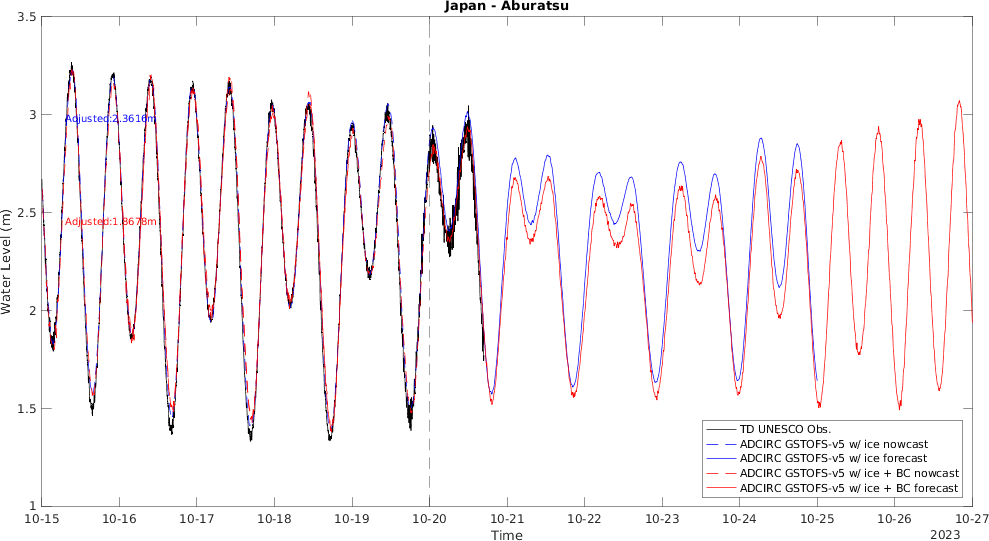 Japan - Aburatsu
3.5
3
2.5
2
1.5
1
Water Level (m)
Adjusted:2.3616m
Adjusted:1.8678m
TD UNESCO Obs.
ADCIRC GSTOFS-v5 w/ ice nowcast
ADCIRC GSTOFS-v5 w/ ice forecast
ADCIRC GSTOFS-v5 w/ ice + BC nowcast
ADCIRC GSTOFS-v5 w/ ice + BC forecast
10-15 10-16 10-17 10-18 10-19 10-20 10-21 10-22 10-23 10-24 10-25 10-26 10-27
Time 2023